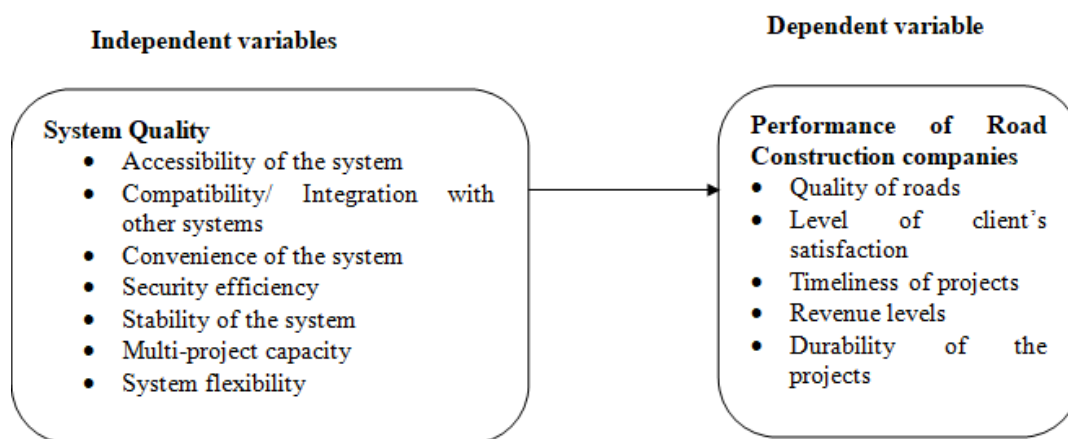 Independent variables
Dependent variable
System Quality
• Accessibility of the system
• Compatibility/ Integration with
other systems
• Convenience of the system
• Security efficiency
• Stability of the system
• Multi-project capacity
• System flexibility
Performance of Road
Construction companies
• Quality of roads
• Level of client’s
satisfaction
• Timeliness of projects
• Revenue levels
• Durability of the
projects